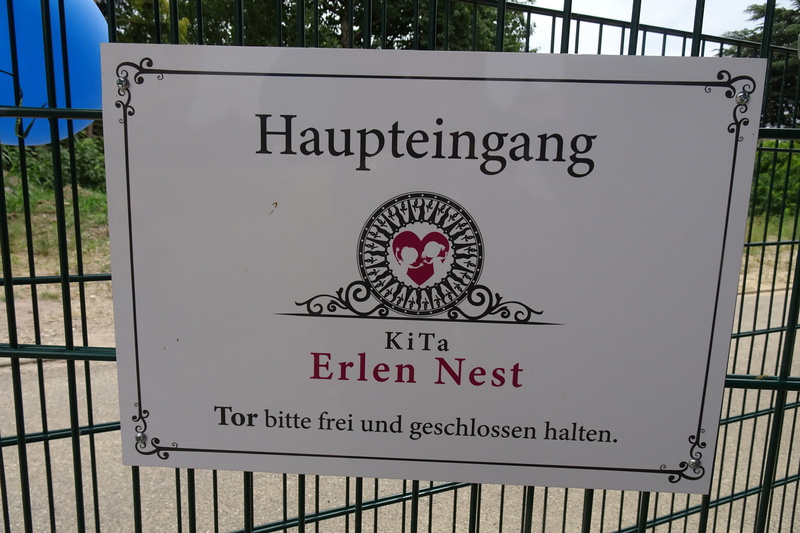 Haupteingang
KiTa
Erlen Nest
Tor bitte frei und geschlossen halten.